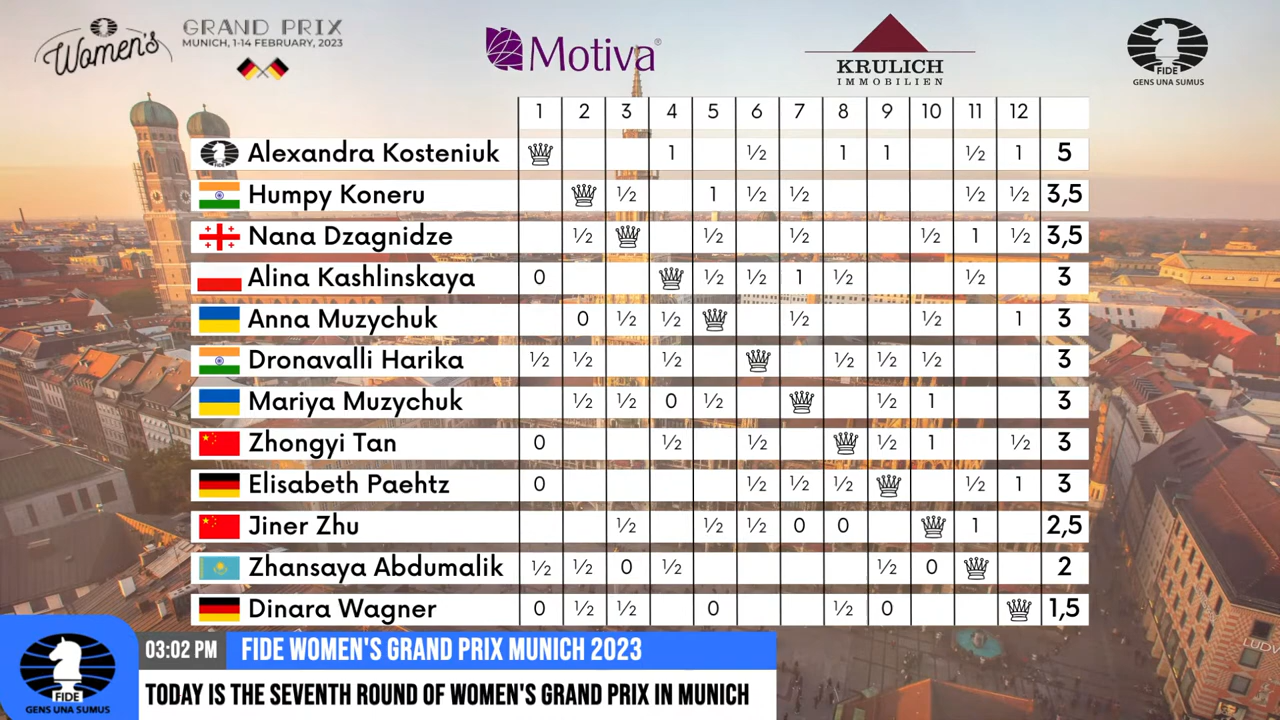 Women's
GRAND PRIX
MUNICH, 1-14 FEBRUARY, 2023
Motiva®
KRULICH
IMMOBILIEN
FIDE
GENS UNA SUMUS
1 2 3 4 5 6 7 8 9 10 11 12
FIDE Alexandra Kosteniuk 1 ½ 1 1 ½ 1 5
Humpy Koneru ½ 1 ½ ½ ½ ½ 3,5
Nana Dzagnidze ½ ½ ½ ½ 1 ½ 3,5
Alina Kashlinskaya 0 ½ ½ 1 ½ ½ 3
Anna Muzychuk 0 ½ ½ ½ ½ 1 3
Dronavalli Harika ½ ½ ½ ½ ½ ½ 3
Mariya Muzychuk ½ ½ 0 ½ ½ 1 3
Zhongyi Tan 0 ½ ½ ½ 1 ½ 3
Elisabeth Paehtz 0 ½ ½ ½ ½ 1 3
Jiner Zhu ½ ½ ½ 0 0 1 2,5
Zhansaya Abdumalik ½ ½ 0 ½ ½ 0 2
Dinara Wagner 0 ½ ½ 0 ½ 0 1,5
LUDV
03:02 PM FIDE WOMEN'S GRAND PRIX MUNICH 2023
TODAY IS THE SEVENTH ROUND OF WOMEN'S GRAND PRIX IN MUNICH
FIDE
GENS UNA SUMUS